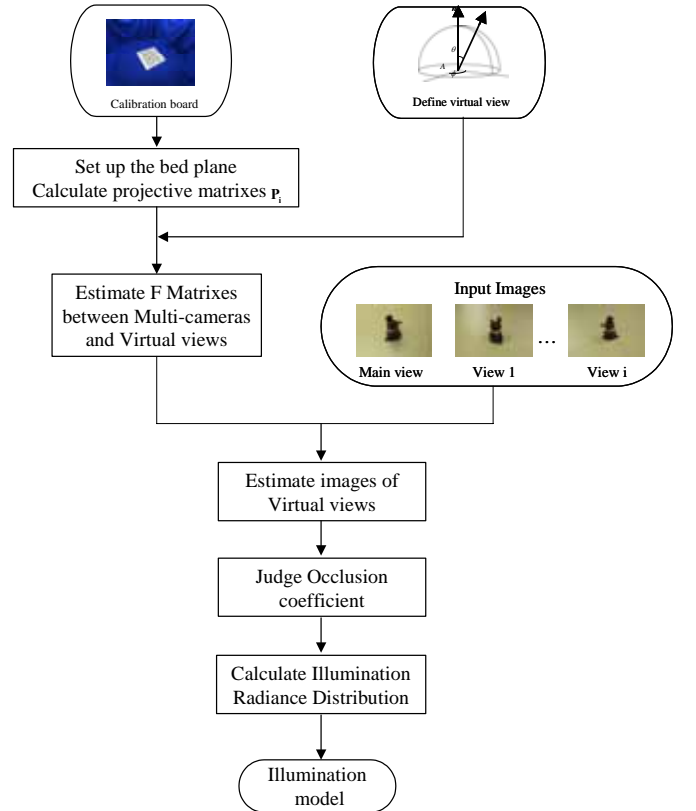 θ
A
Calibration board
Define virtual view
Set up the bed plane
Calculate projective matrixes Pi
Estimate F Matrixes
between Multi-cameras
and Virtual views
Input Images
...
Main view View 1 View i
Estimate images of
Virtual views
Judge Occlusion
coefficient
Calculate Illumination
Radiance Distribution
Illumination
model